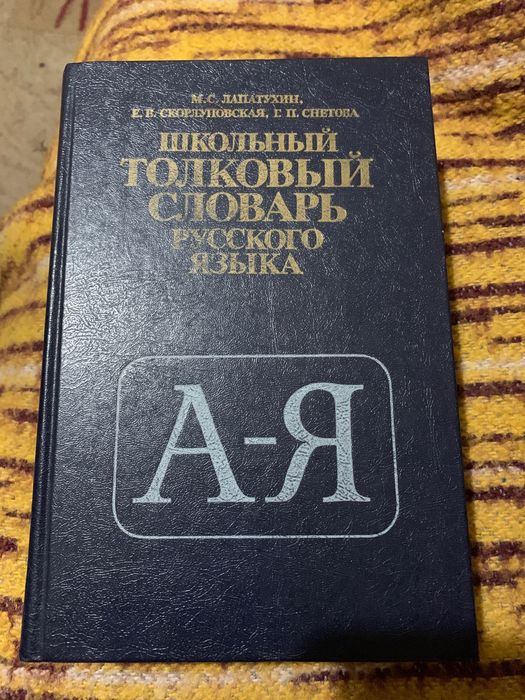 М.С. ЛАПАТУХИН,
Е.В. СКОРЛУПОВСКАЯ, Г.П. СНЕТОВА
ШКОЛЬНЫЙ
ТОЛКОВЫЙ
СЛОВАРЬ
РУССКОГО
ЯЗЫКА
А-Я